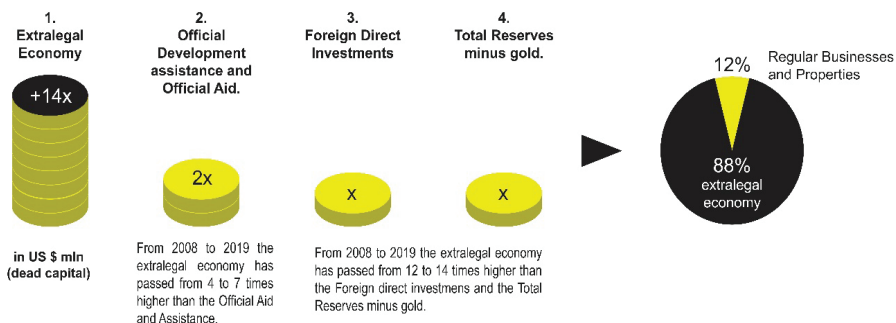 1.
Extralegal
Economy
+14x
in US $ mln
(dead capital)
2.
Official
Development
assistance and
Official Aid.
2x
From 2008 to 2019 the
extralegal economy has
passed from 4 to 7 times
higher than the Official Aid
and Assistance.
3.
Foreign Direct
Investments
x
4.
Total Reserves
minus gold.
x
From 2008 to 2019 the extralegal economy
has passed from 12 to 14 times higher than
the Foreign direct investmens and the Total
Reserves minus gold.
12%
Regular Businesses
and Properties
88%
extralegal
economy